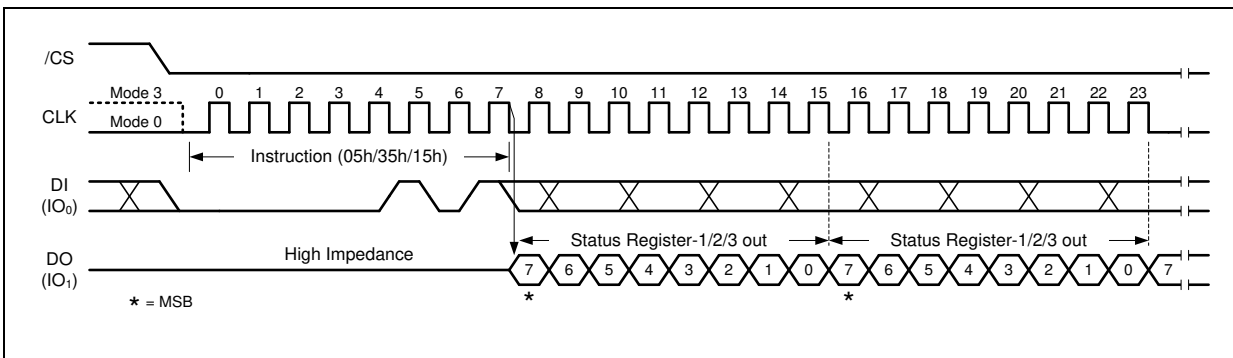 /CS
Mode 3 0 1 2 3 4 5 6 7 8 9 10 11 12 13 14 15 16 17 18 19 20 21 22 23
CLK
Mode 0
Instruction (05h/35h/15h)
DI
(IO₀)
Status Register-1/2/3 out Status Register-1/2/3 out
High Impedance
DO
(IO₁)
7 6 5 4 3 2 1 0 7 6 5 4 3 2 1 0 7
* *
* = MSB